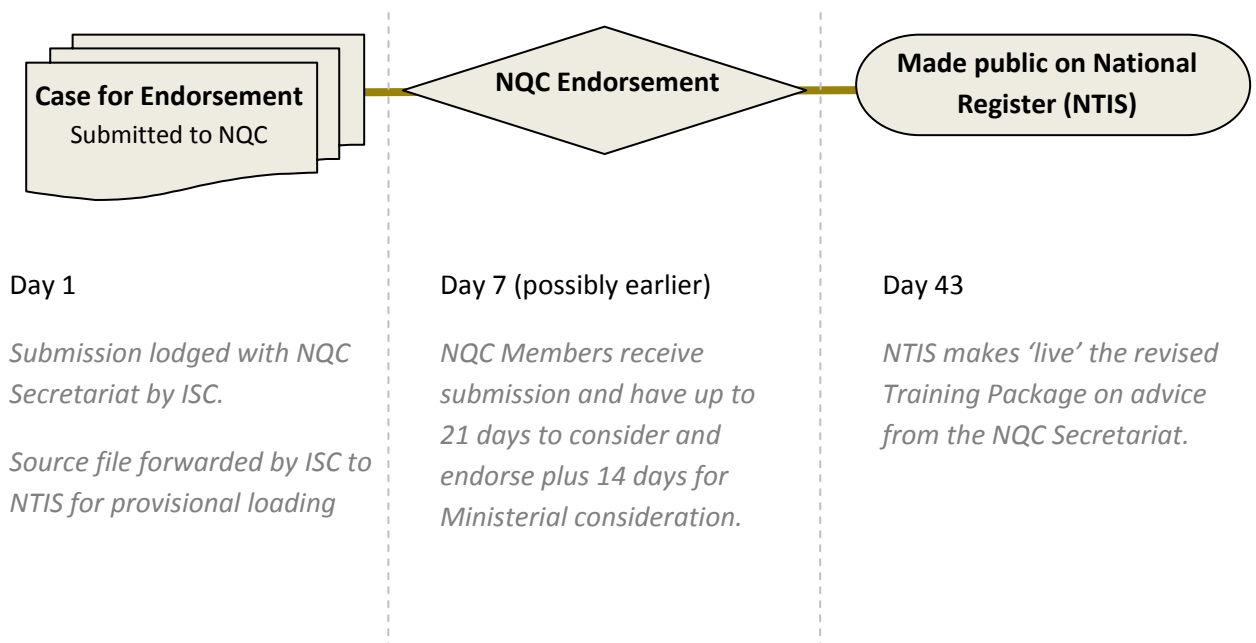 Case for Endorsement
Submitted to NQC
NQC Endorsement
Made public on National
Register (NTIS)
Day 1
Submission lodged with NQC
Secretariat by ISC.
Source file forwarded by ISC to
NTIS for provisional loading
Day 7 (possibly earlier)
NQC Members receive
submission and have up to
21 days to consider and
endorse plus 14 days for
Ministerial consideration.
Day 43
NTIS makes ‘live’ the revised
Training Package on advice
from the NQC Secretariat.